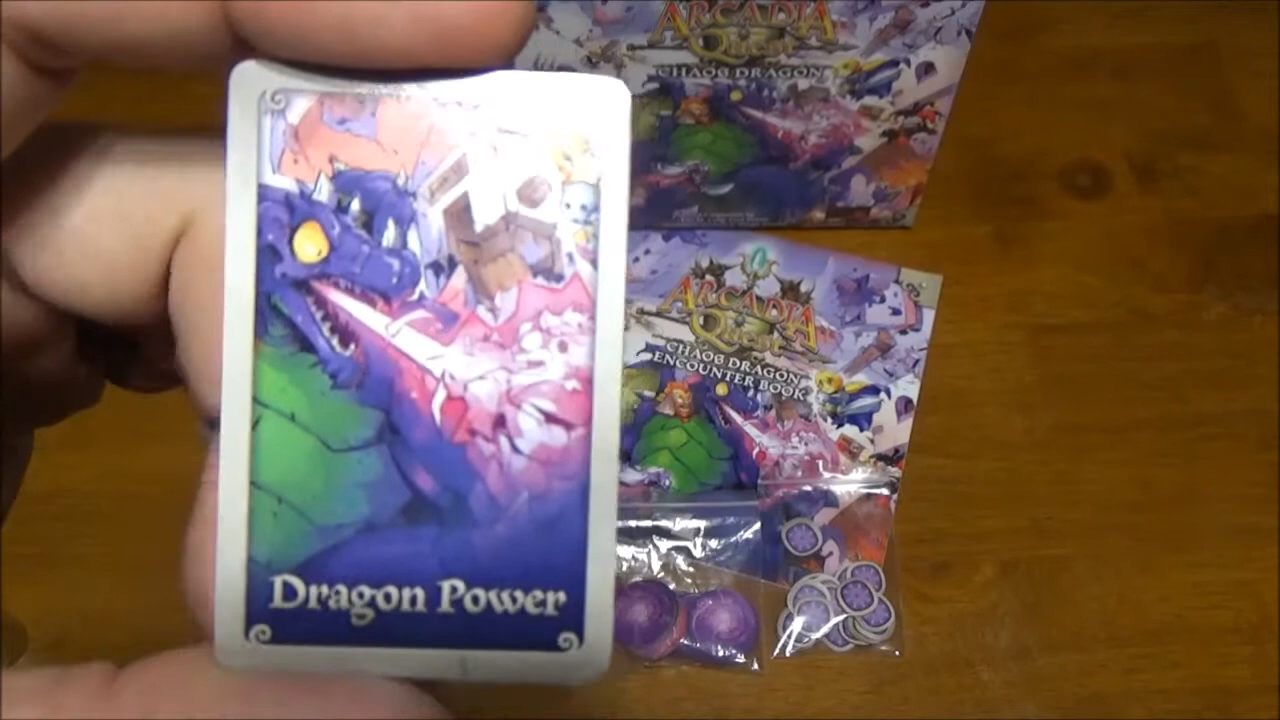 ARCADIA
Quest
CHAOS DRAGON
ARCADIA
Quest
CHAOS DRAGON
ENCOUNTER BOOK
Dragon Power